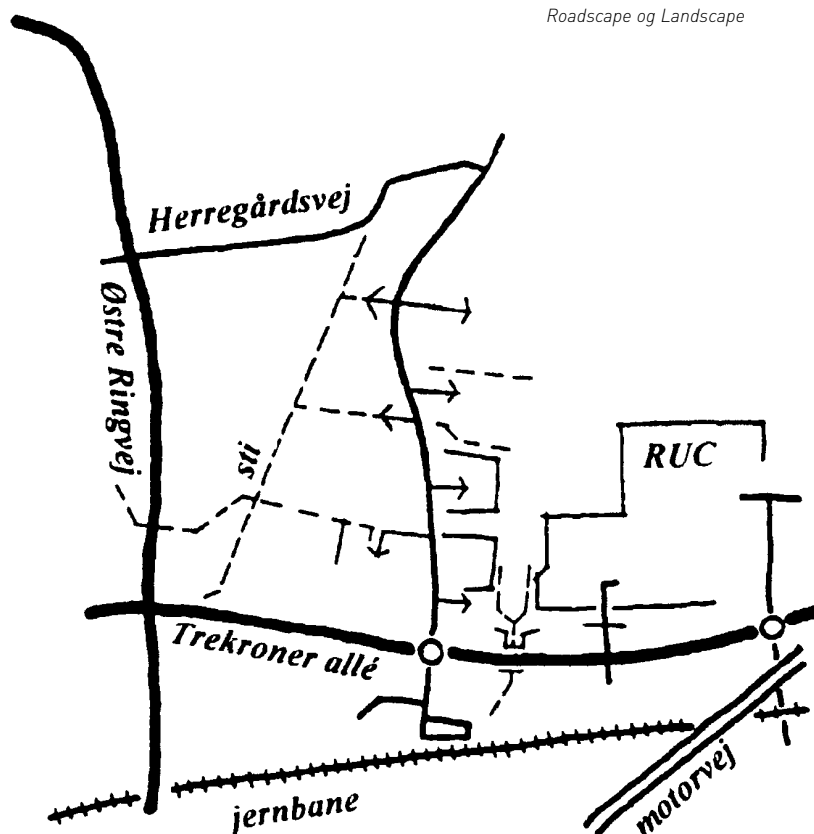 Roadscape og Landscape
Herregårdsvej
Østre Ringvej
sti
RUC
Trekroner allé
jernbane
motorvej